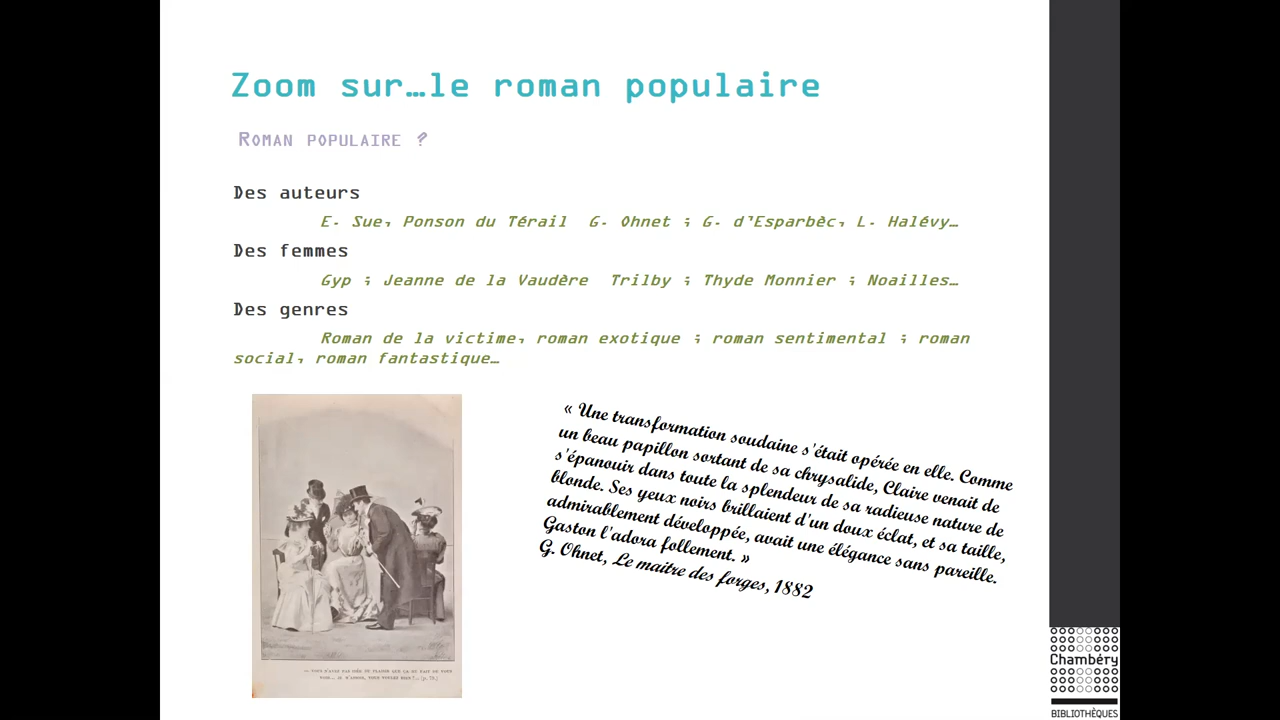 Zoom sur…le roman populaire
Roman populaire ?
Des auteurs
E. Sue, Ponson du Térail G. Ohnet ; G. d'Esparbèc, L. Halévy…
Des femmes
Gyp ; Jeanne de la Vaudère Trilby ; Thyde Monnier ; Noailles…
Des genres
Roman de la victime, roman exotique ; roman sentimental ; roman
social, roman fantastique…
« Une transformation soudaine s'était opérée en elle. Comme
un beau papillon sortant de sa chrysalide, Claire venait de
s'épanouir dans toute la splendeur de sa radieuse nature de
blonde. Ses yeux noirs brillaient d'un doux éclat, et sa taille,
admirablement développée, avait une élégance sans pareille.
Gaston l'adora follement. »
G. Ohnet, Le maitre des forges, 1882
Chambéry
BIBLIOTHÈQUES